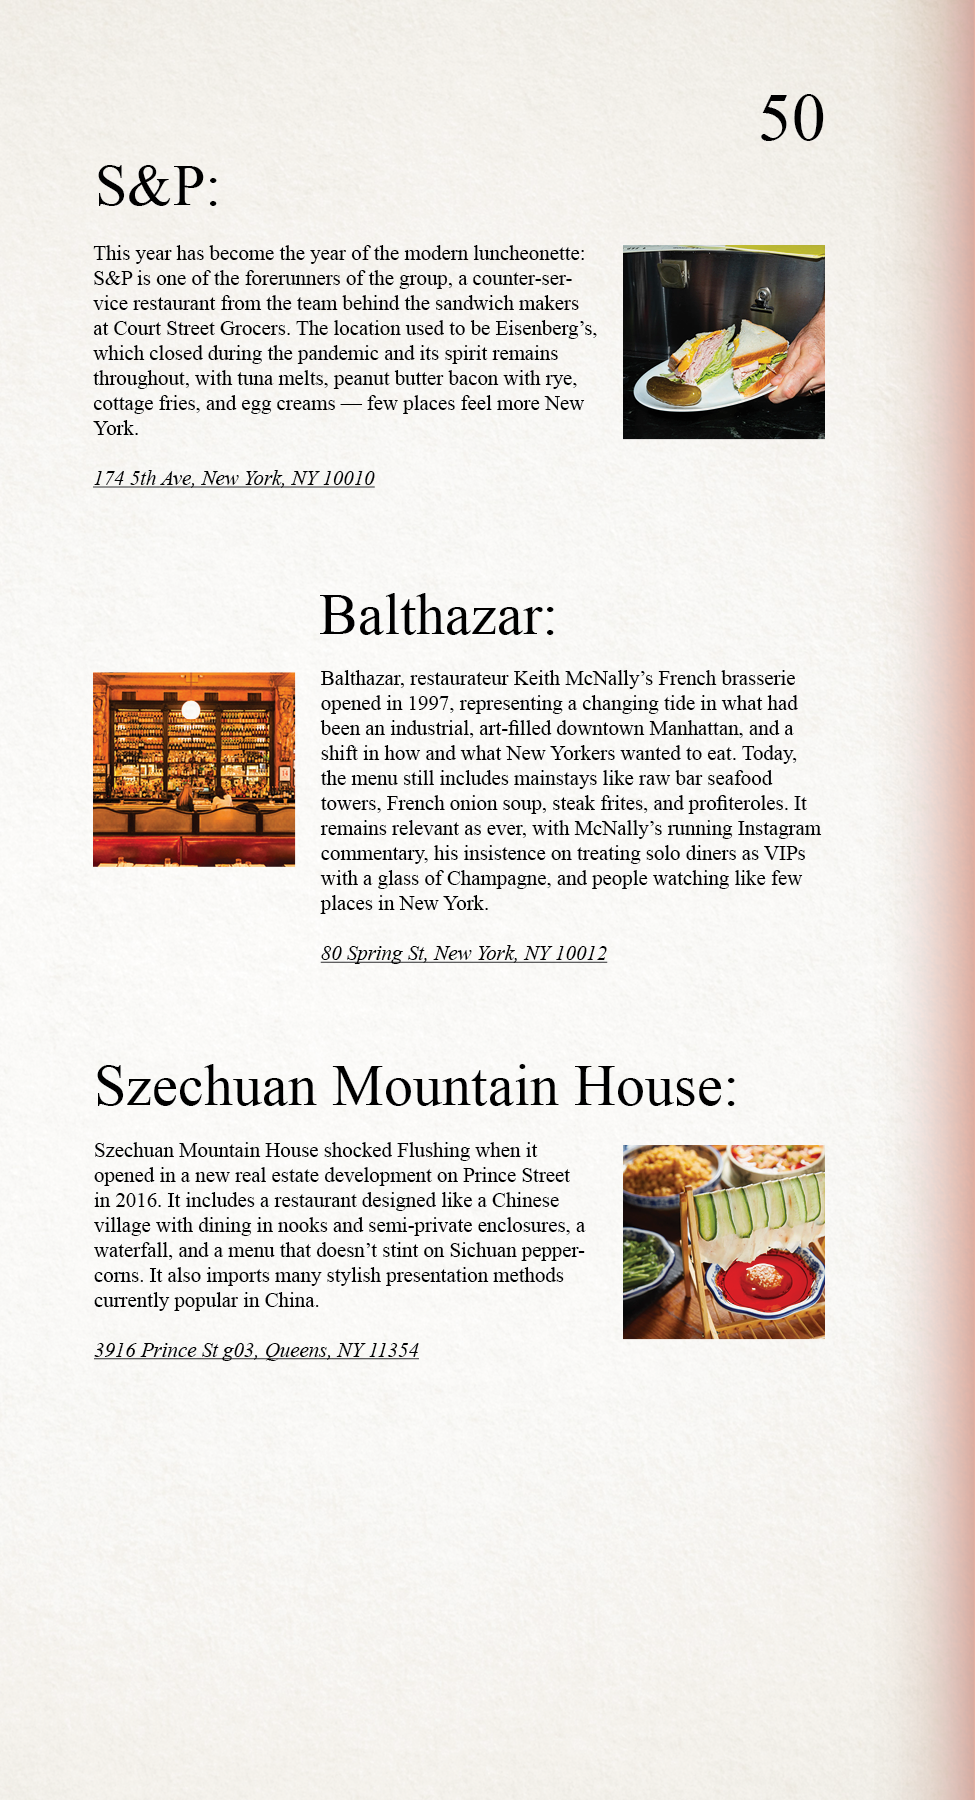 50
S&P:
This year has become the year of the modern luncheonette:
S&P is one of the forerunners of the group, a counter-ser-
vice restaurant from the team behind the sandwich makers
at Court Street Grocers. The location used to be Eisenberg’s,
which closed during the pandemic and its spirit remains
throughout, with tuna melts, peanut butter bacon with rye,
cottage fries, and egg creams — few places feel more New
York.
174 5th Ave, New York, NY 10010
Balthazar:
Balthazar, restaurateur Keith McNally’s French brasserie
opened in 1997, representing a changing tide in what had
been an industrial, art-filled downtown Manhattan, and a
shift in how and what New Yorkers wanted to eat. Today,
the menu still includes mainstays like raw bar seafood
towers, French onion soup, steak frites, and profiteroles. It
remains relevant as ever, with McNally’s running Instagram
commentary, his insistence on treating solo diners as VIPs
with a glass of Champagne, and people watching like few
places in New York.
80 Spring St, New York, NY 10012
Szechuan Mountain House:
Szechuan Mountain House shocked Flushing when it
opened in a new real estate development on Prince Street
in 2016. It includes a restaurant designed like a Chinese
village with dining in nooks and semi-private enclosures, a
waterfall, and a menu that doesn’t stint on Sichuan pepper-
corns. It also imports many stylish presentation methods
currently popular in China.
3916 Prince St g03, Queens, NY 11354